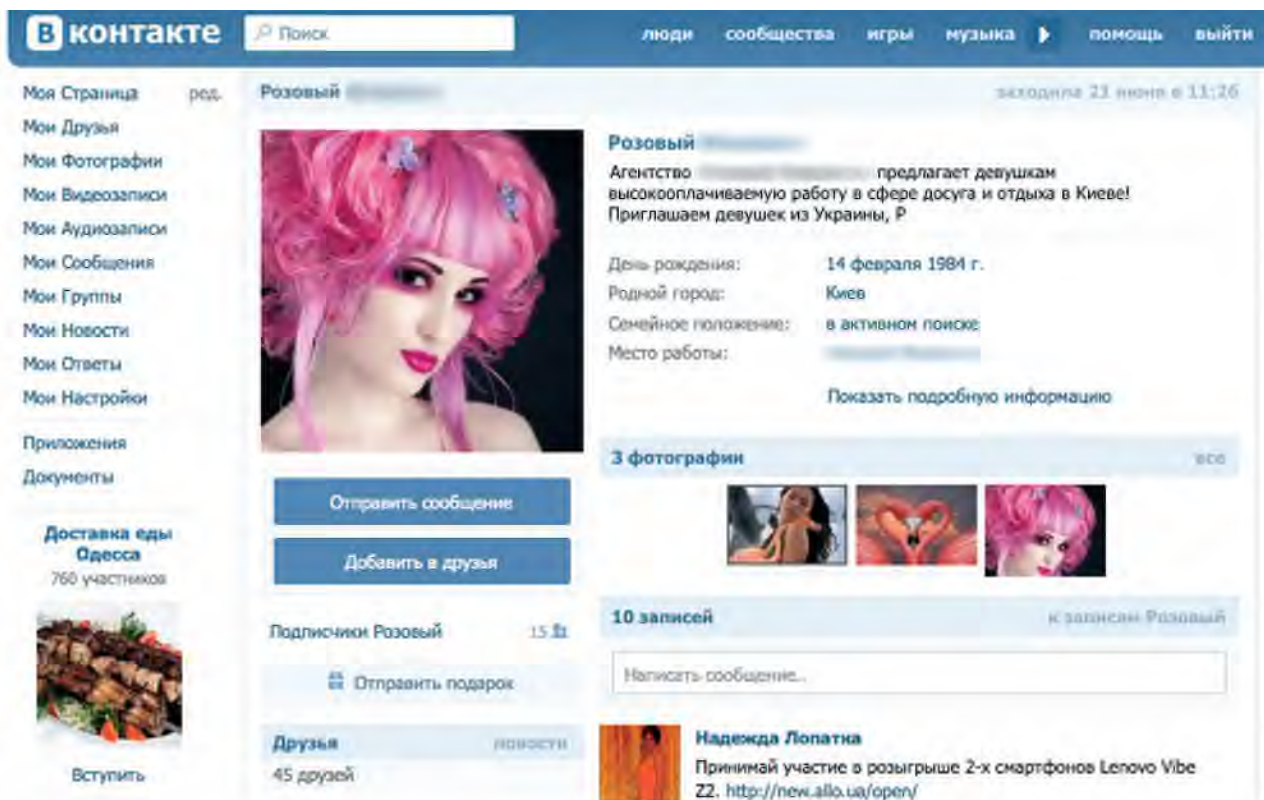 В контакте
Поиск
люди сообщества игры музыка помощь выйти
Моя Страница ред.
Мои Друзья
Мои Фотографии
Мои Видеозаписи
Мои Аудиозаписи
Мои Сообщения
Мои Группы
Мои Новости
Мои Ответы
Мои Настройки
Приложения
Документы
Доставка еды
Одесса
760 участников
Вступить
Розовый
заходила 21 июня в 11:26
Отправить сообщение
Добавить в друзья
Подписчики Розовый 15
Отправить подарок
Друзья новости
45 друзей
Розовый
Агентство предлагает девушкам
высокооплачиваемую работу в сфере досуга и отдыха в Киеве!
Приглашаем девушек из Украины, Р
День рождения: 14 февраля 1984 г.
Родной город: Киев
Семейное положение: в активном поиске
Место работы:
Показать подробную информацию
3 фотографии все
10 записей к записям Розовый
Написать сообщение..
Надежда Лопатка
Принимай участие в розыгрыше 2-х смартфонов Lenovo Vibe
Z2. http://new.allo.ua/open/